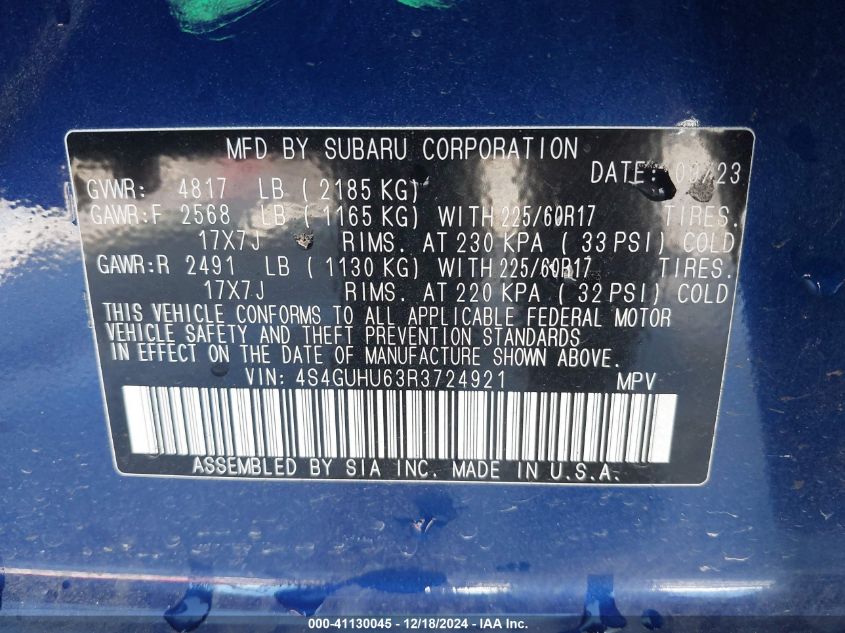 MFD BY SUBARU CORPORATION
DATE: /23
GVWR: 4817 LB (2185 KG)
GAWR:F 2568 LB (1165 KG) WITH 225/60R17 TIRES.
17X7J RIMS. AT 230 KPA (33 PSI) COLD
GAWR:R 2491 LB (1130 KG) WITH 225/60R17 TIRES.
17X7J RIMS. AT 220 KPA (32 PSI) COLD
THIS VEHICLE CONFORMS TO ALL APPLICABLE FEDERAL MOTOR
VEHICLE SAFETY AND THEFT PREVENTION STANDARDS
IN EFFECT ON THE DATE OF MANUFACTURE SHOWN ABOVE.
VIN: 4S4GUHU63R3724921 MPV
ASSEMBLED BY SIA INC. MADE IN U.S.A.
000-41130045 - 12/18/2024 - IAA Inc.